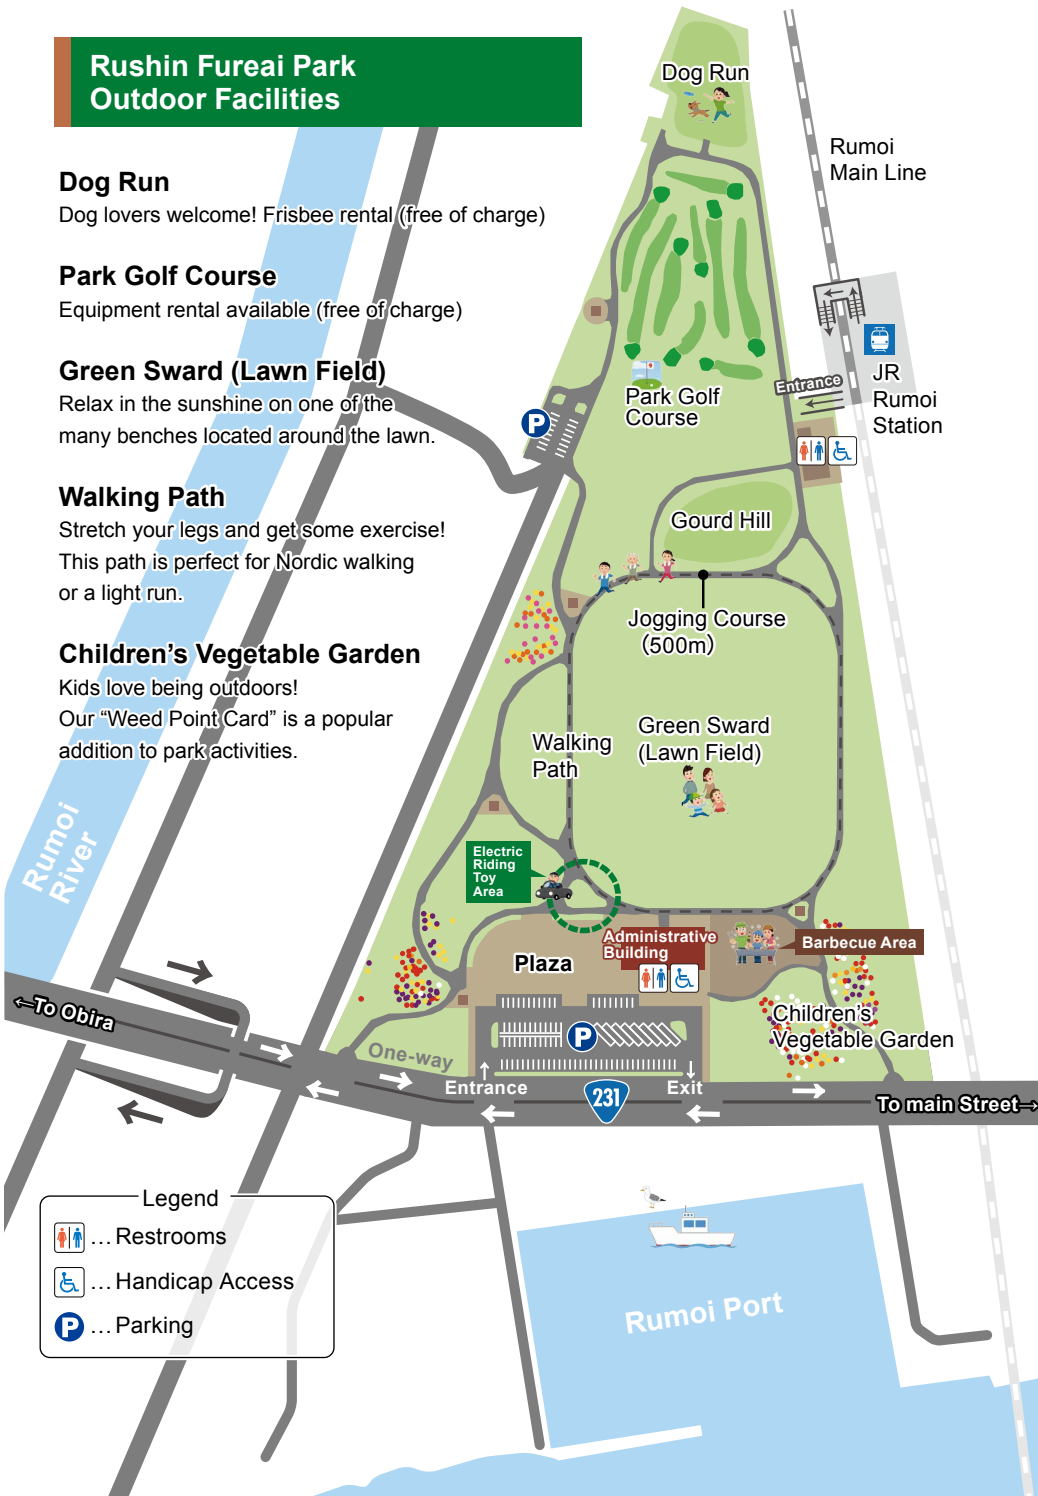 Rushin Fureai Park
Outdoor Facilities
Dog Run
Dog lovers welcome! Frisbee rental (free of charge)
Park Golf Course
Equipment rental available (free of charge)
Green Sward (Lawn Field)
Relax in the sunshine on one of the
many benches located around the lawn.
Walking Path
Stretch your legs and get some exercise!
This path is perfect for Nordic walking
or a light run.
Children’s Vegetable Garden
Kids love being outdoors!
Our “Weed Point Card” is a popular
addition to park activities.
Dog Run
Rumoi
Main Line
Park Golf
Course
Entrance
JR
Rumoi
Station
P
Gourd Hill
Jogging Course
(500m)
Green Sward
(Lawn Field)
Walking
Path
Rumoi
River
Electric
Riding
Toy
Area
Administrative
Building
Barbecue Area
Plaza
Children’s
Vegetable Garden
P
←To Obira
One-way
Entrance
Exit
231
To main Street→
Rumoi Port
Legend
…Restrooms
…Handicap Access
P …Parking